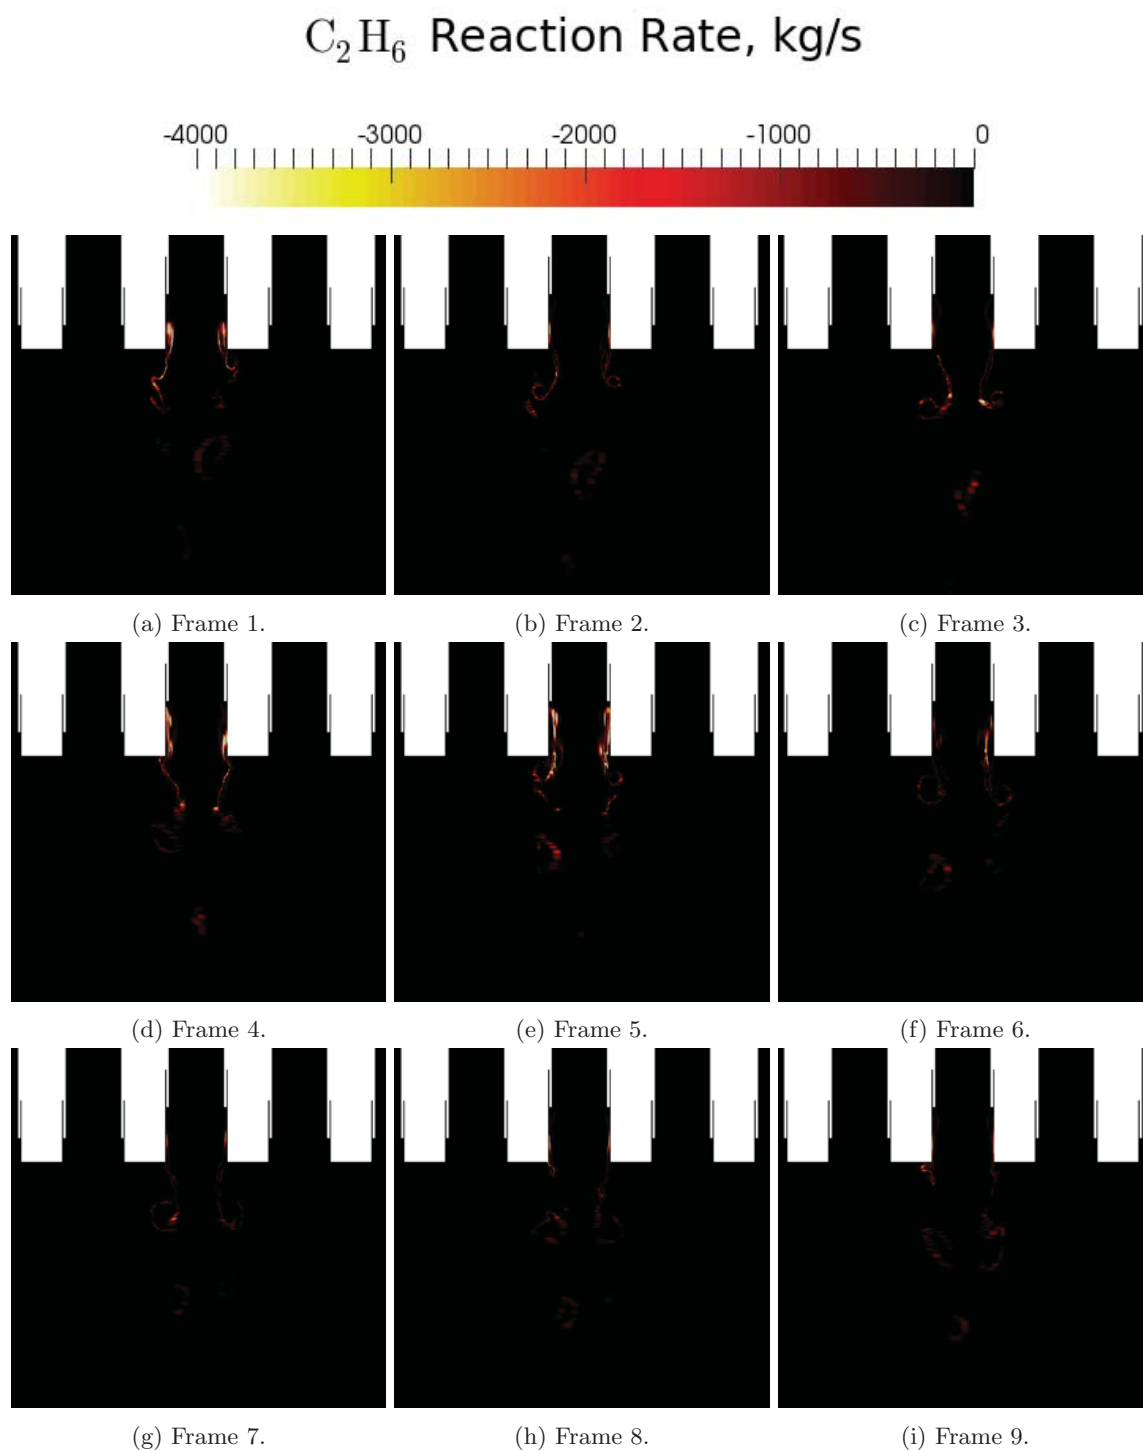 C₂H₆ Reaction Rate, kg/s
-4000 -3000 -2000 -1000 0
(a) Frame 1. (b) Frame 2. (c) Frame 3.
(d) Frame 4. (e) Frame 5. (f) Frame 6.
(g) Frame 7. (h) Frame 8. (i) Frame 9.